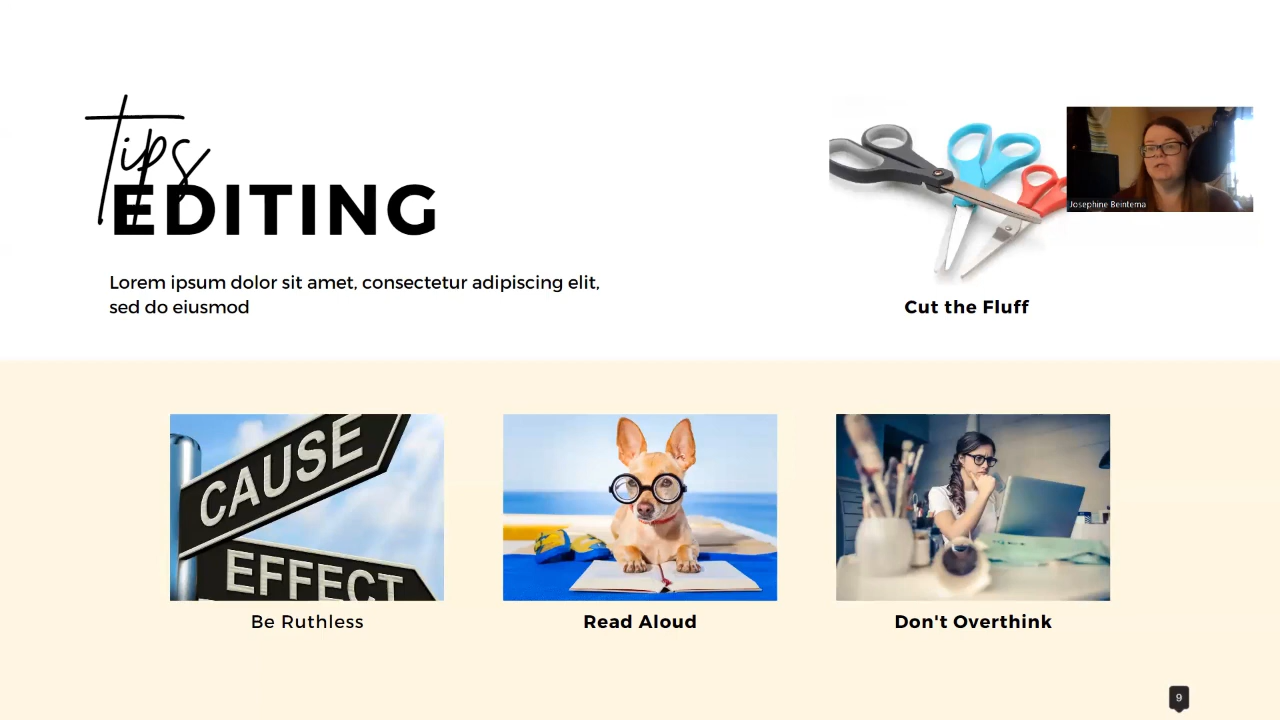 tips
EDITING
Lorem ipsum dolor sit amet, consectetur adipiscing elit,
sed do eiusmod
Josephine Beintema
Cut the Fluff
CAUSE
EFFECT
Be Ruthless
Read Aloud
Don't Overthink
9